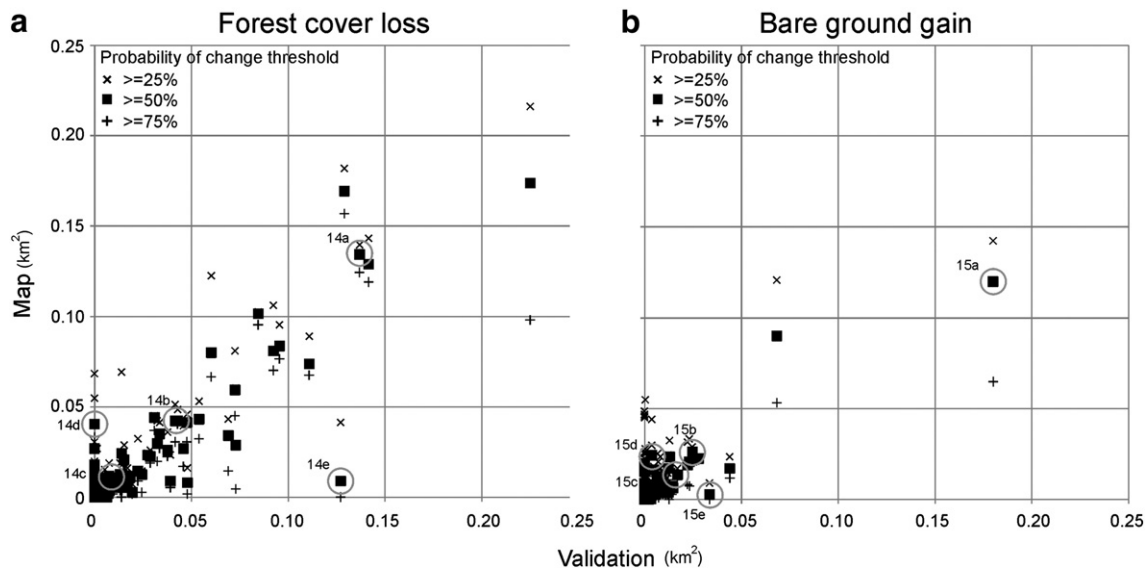 a Forest cover loss
0.25
Probability of change threshold
× >=25%
■ >=50%
+ >=75%
0.20
0.15
0.10
0.05
0
14a
14b
14d
14c
14e
0 0.05 0.10 0.15 0.20 0.25
Map (km²)
b Bare ground gain
Probability of change threshold
× >=25%
■ >=50%
+ >=75%
15a
15b
15d
15c
15e
0 0.05 0.10 0.15 0.20 0.25
Validation (km²)